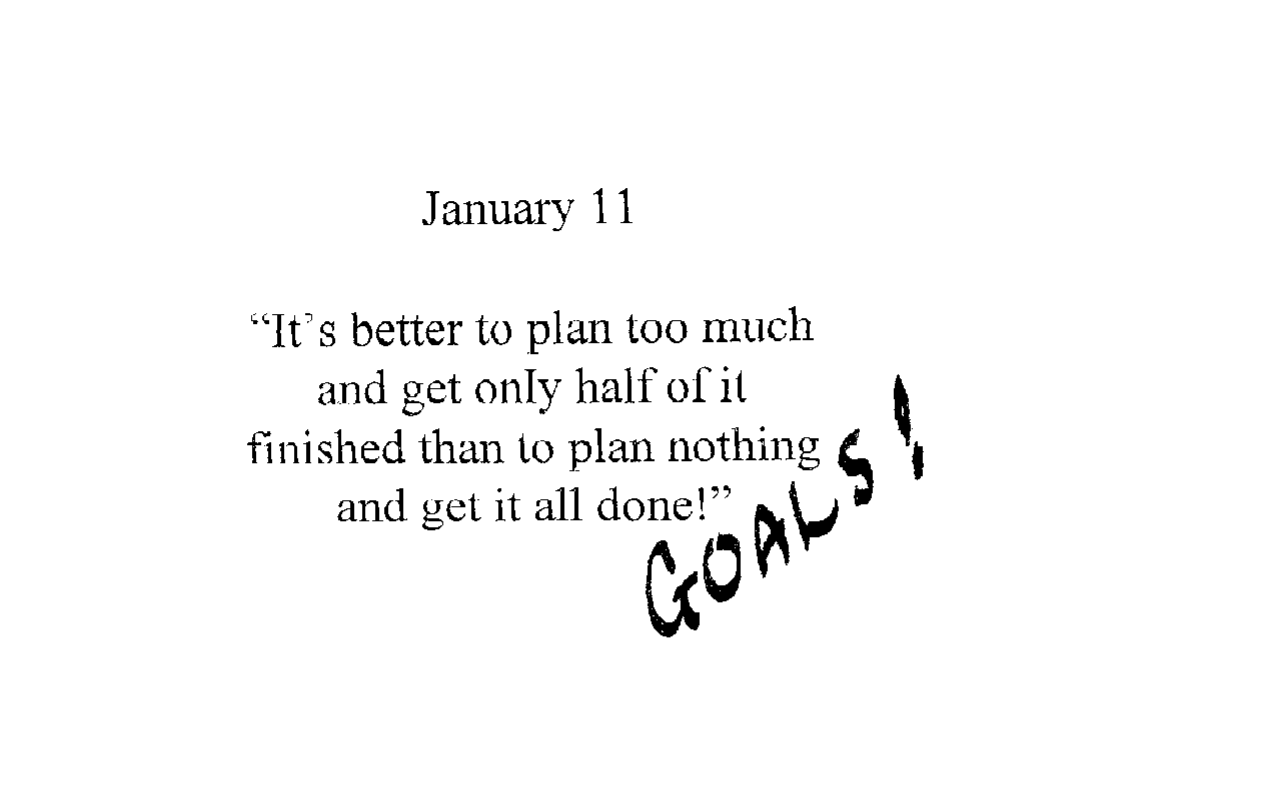 January 11
“It’s better to plan too much
and get only half of it
finished than to plan nothing
and get it all done!”
GOALS!